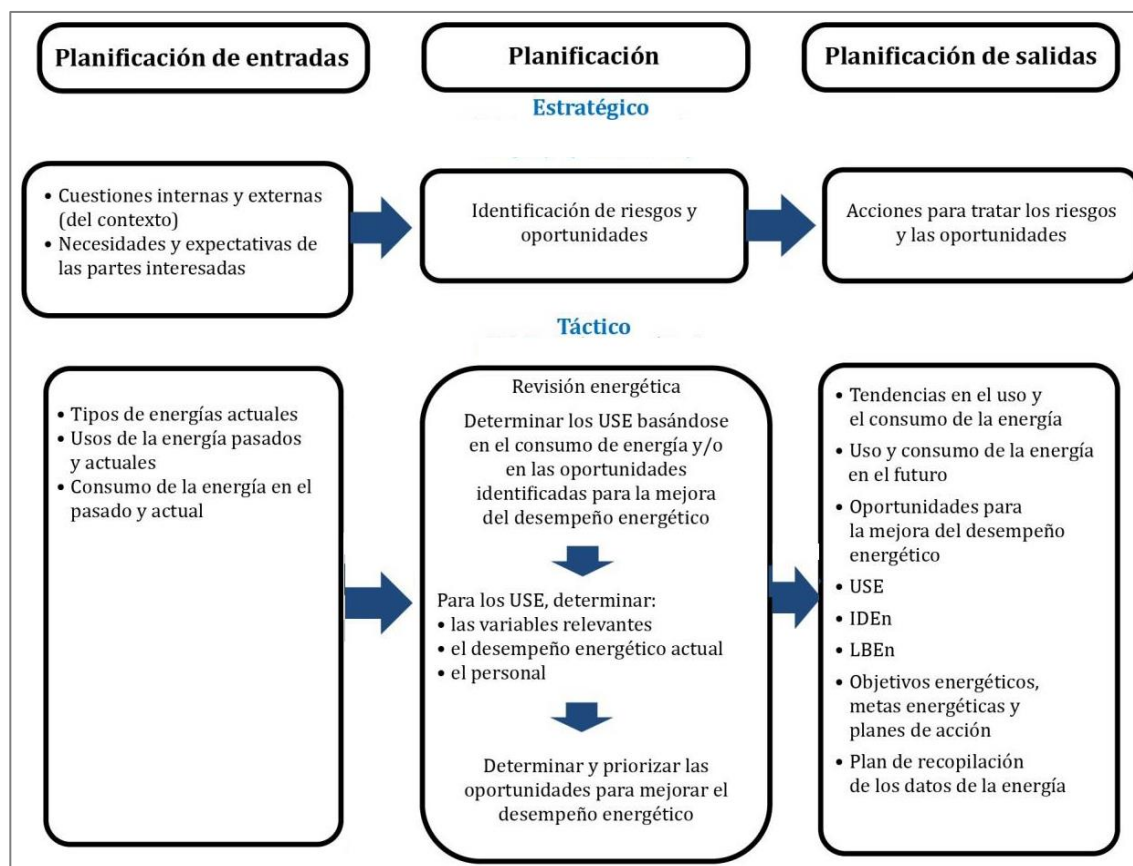 Planificación de entradas
Planificación
Planificación de salidas
Estratégico
• Cuestiones internas y externas
(del contexto)
• Necesidades y expectativas de
las partes interesadas
Identificación de riesgos y
oportunidades
Acciones para tratar los riesgos
y las oportunidades
Táctico
• Tipos de energías actuales
• Usos de la energía pasados
y actuales
• Consumo de la energía en el
pasado y actual
Revisión energética
Determinar los USE basándose
en el consumo de energía y/o
en las oportunidades
identificadas para la mejora
del desempeño energético
Para los USE, determinar:
• las variables relevantes
• el desempeño energético actual
• el personal
Determinar y priorizar las
oportunidades para mejorar el
desempeño energético
• Tendencias en el uso y
el consumo de la energía
• Uso y consumo de la energía
en el futuro
• Oportunidades para
la mejora del desempeño
energético
• USE
• IDEn
• LBEn
• Objetivos energéticos,
metas energéticas y
planes de acción
• Plan de recopilación
de los datos de la energía